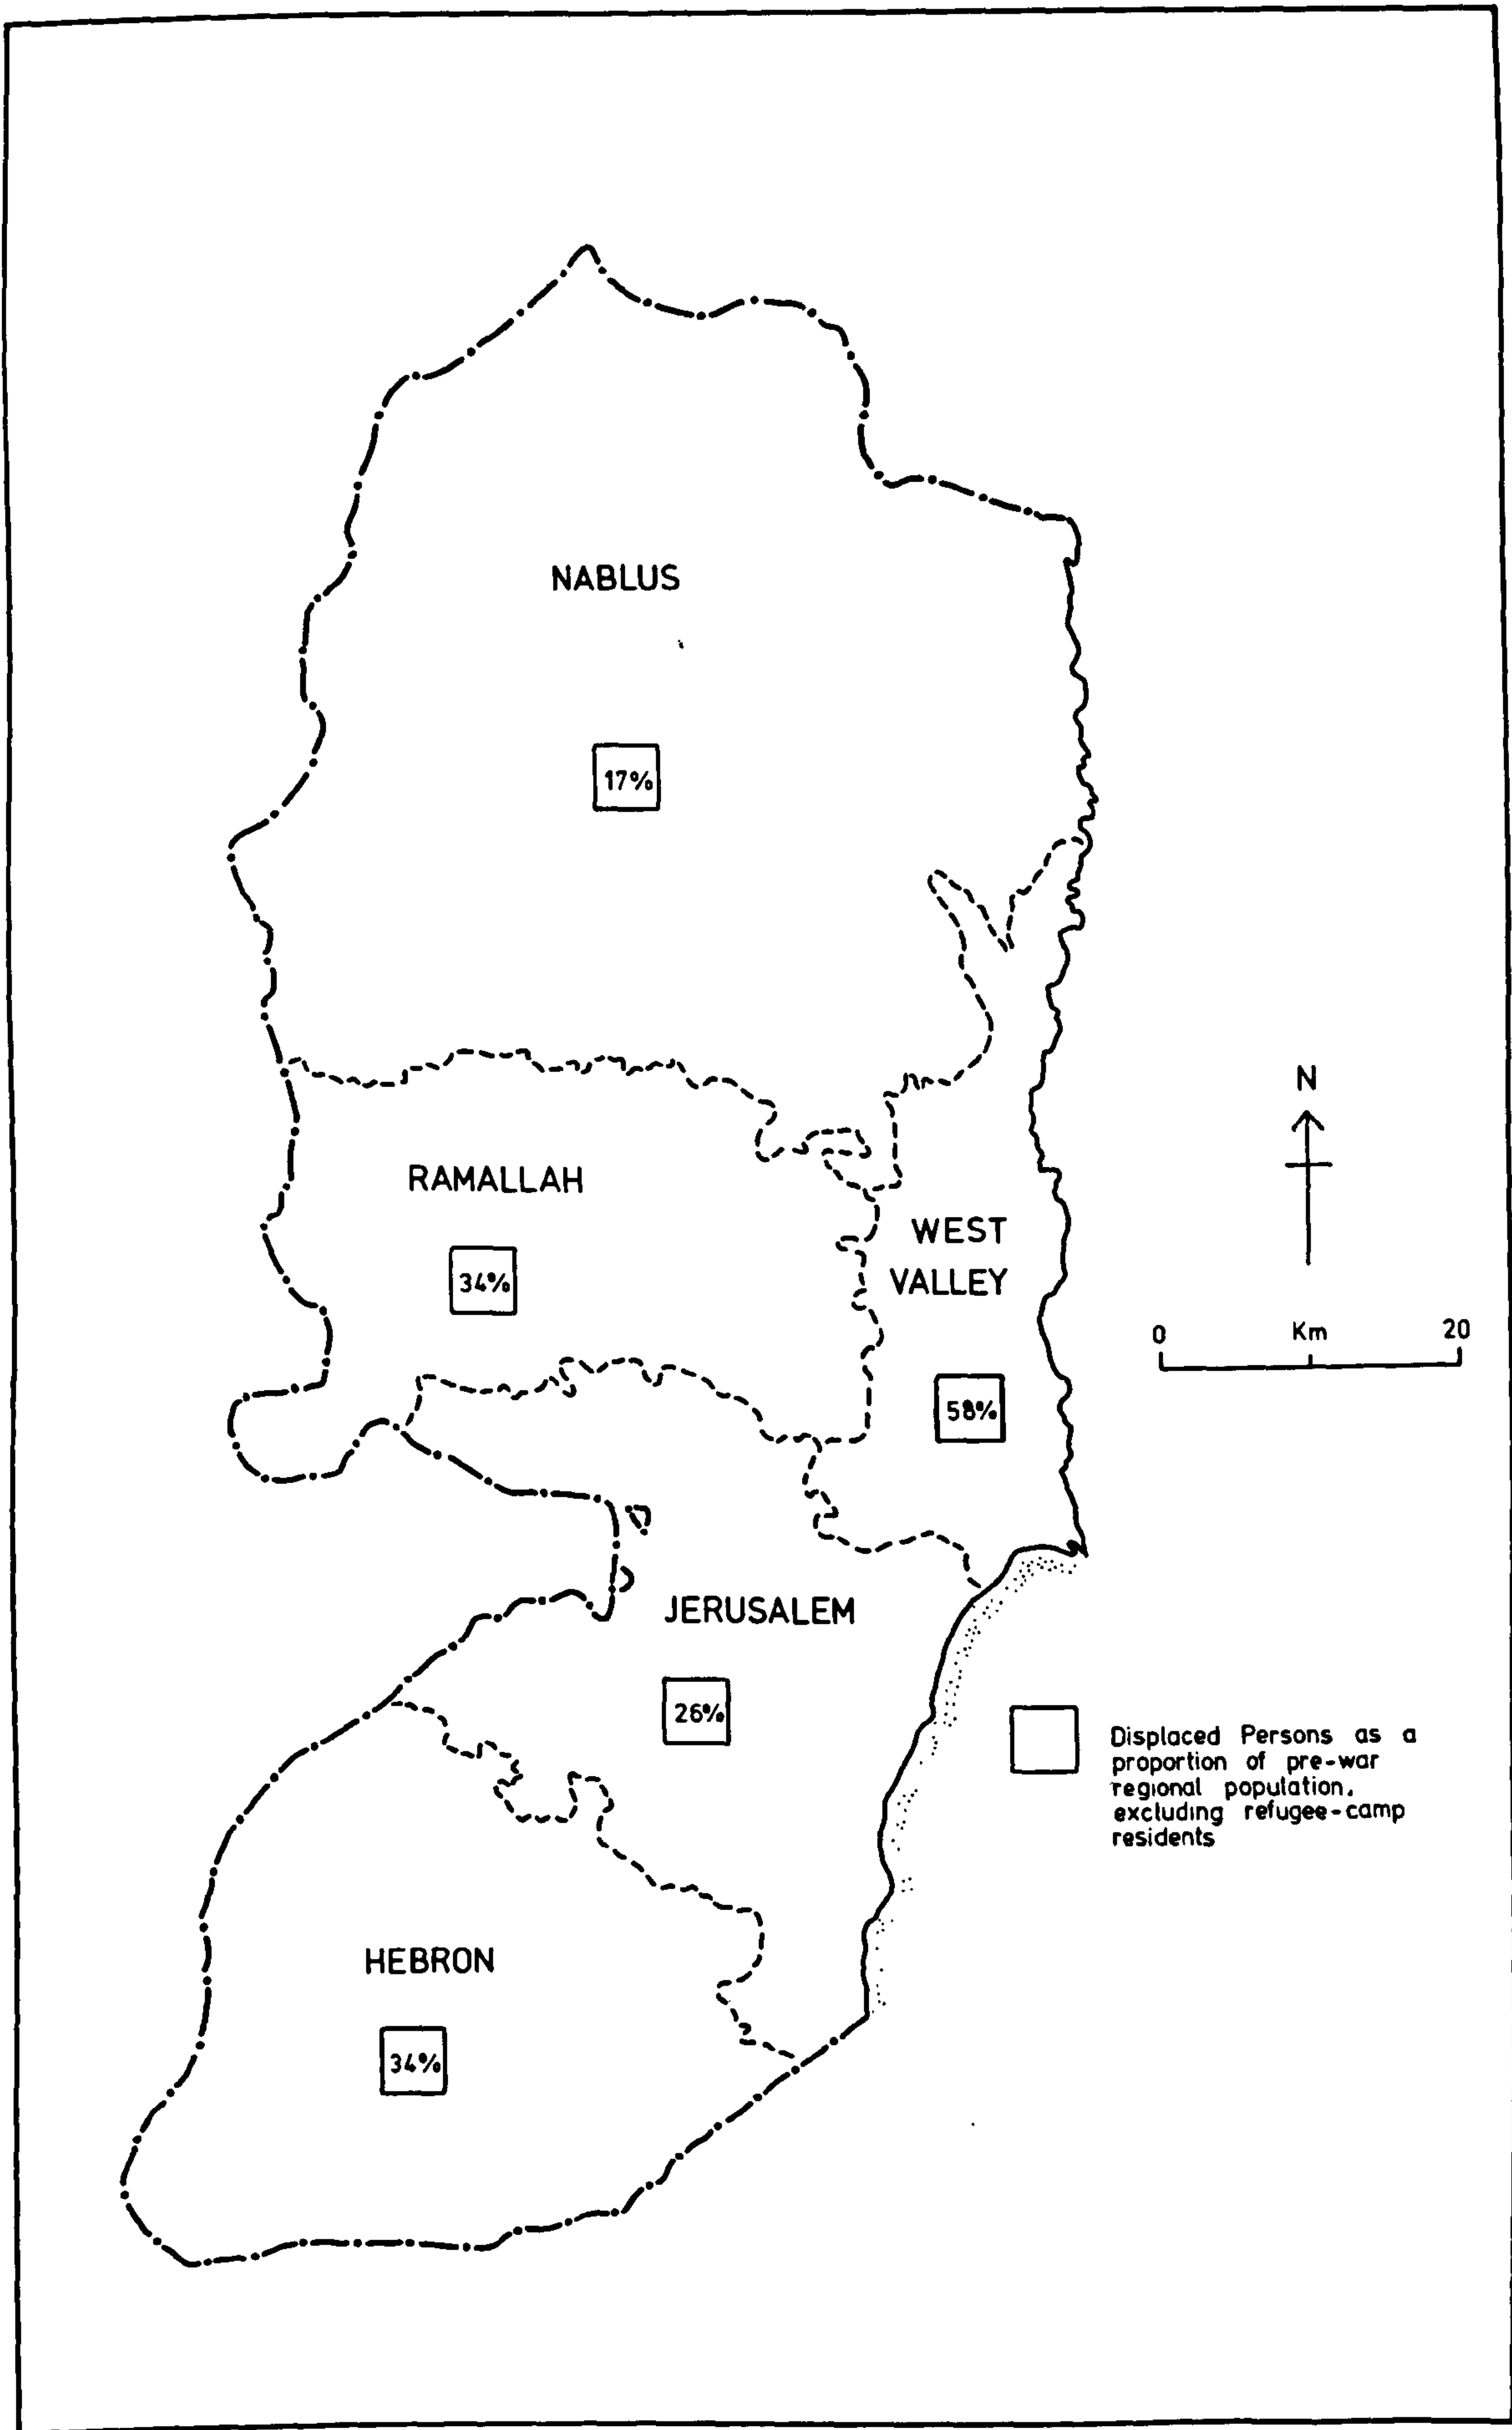 NABLUS
17%
RAMALLAH
34%
WEST
VALLEY
58%
N
0 Km 20
JERUSALEM
26%
Displaced Persons as a
proportion of pre-war
regional population,
excluding refugee-camp
residents
HEBRON
34%